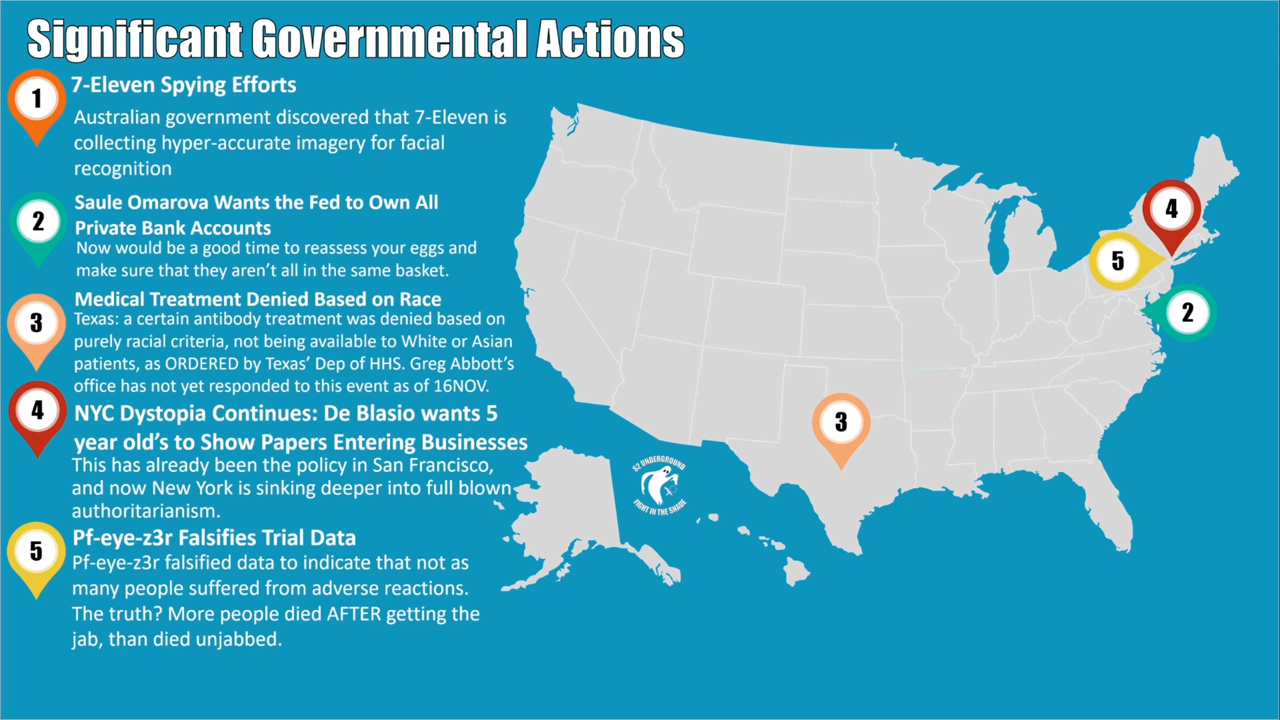 Significant Governmental Actions
1
7-Eleven Spying Efforts
Australian government discovered that 7-Eleven is
collecting hyper-accurate imagery for facial
recognition
2
Saule Omarova Wants the Fed to Own All
Private Bank Accounts
Now would be a good time to reassess your eggs and
make sure that they aren't all in the same basket.
3
Medical Treatment Denied Based on Race
Texas: a certain antibody treatment was denied based on
purely racial criteria, not being available to White or Asian
patients, as ORDERED by Texas' Dep of HHS. Greg Abbott's
office has not yet responded to this event as of 16NOV.
4
NYC Dystopia Continues: De Blasio wants 5
year old's to Show Papers Entering Businesses
This has already been the policy in San Francisco,
and now New York is sinking deeper into full blown
authoritarianism.
5
Pf-eye-z3r Falsifies Trial Data
Pf-eye-z3r falsified data to indicate that not as
many people suffered from adverse reactions.
The truth? More people died AFTER getting the
jab, than died unjabbed.
4
5
2
3
S2 UNDERGROUND
FIGHT IN THE SHADE